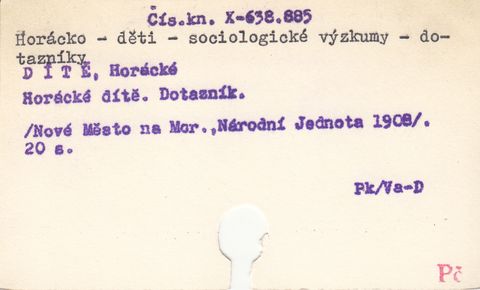 Čís.kn. X-638.885
Horácko - děti - sociologické výzkumy - do-
tazníky
D Í T Ě, Horácké
Horácké dítě. Dotazník.
/Nové Město na Mor.,Národní Jednota 1908/.
20 s.
Pk/Va-D
Pč